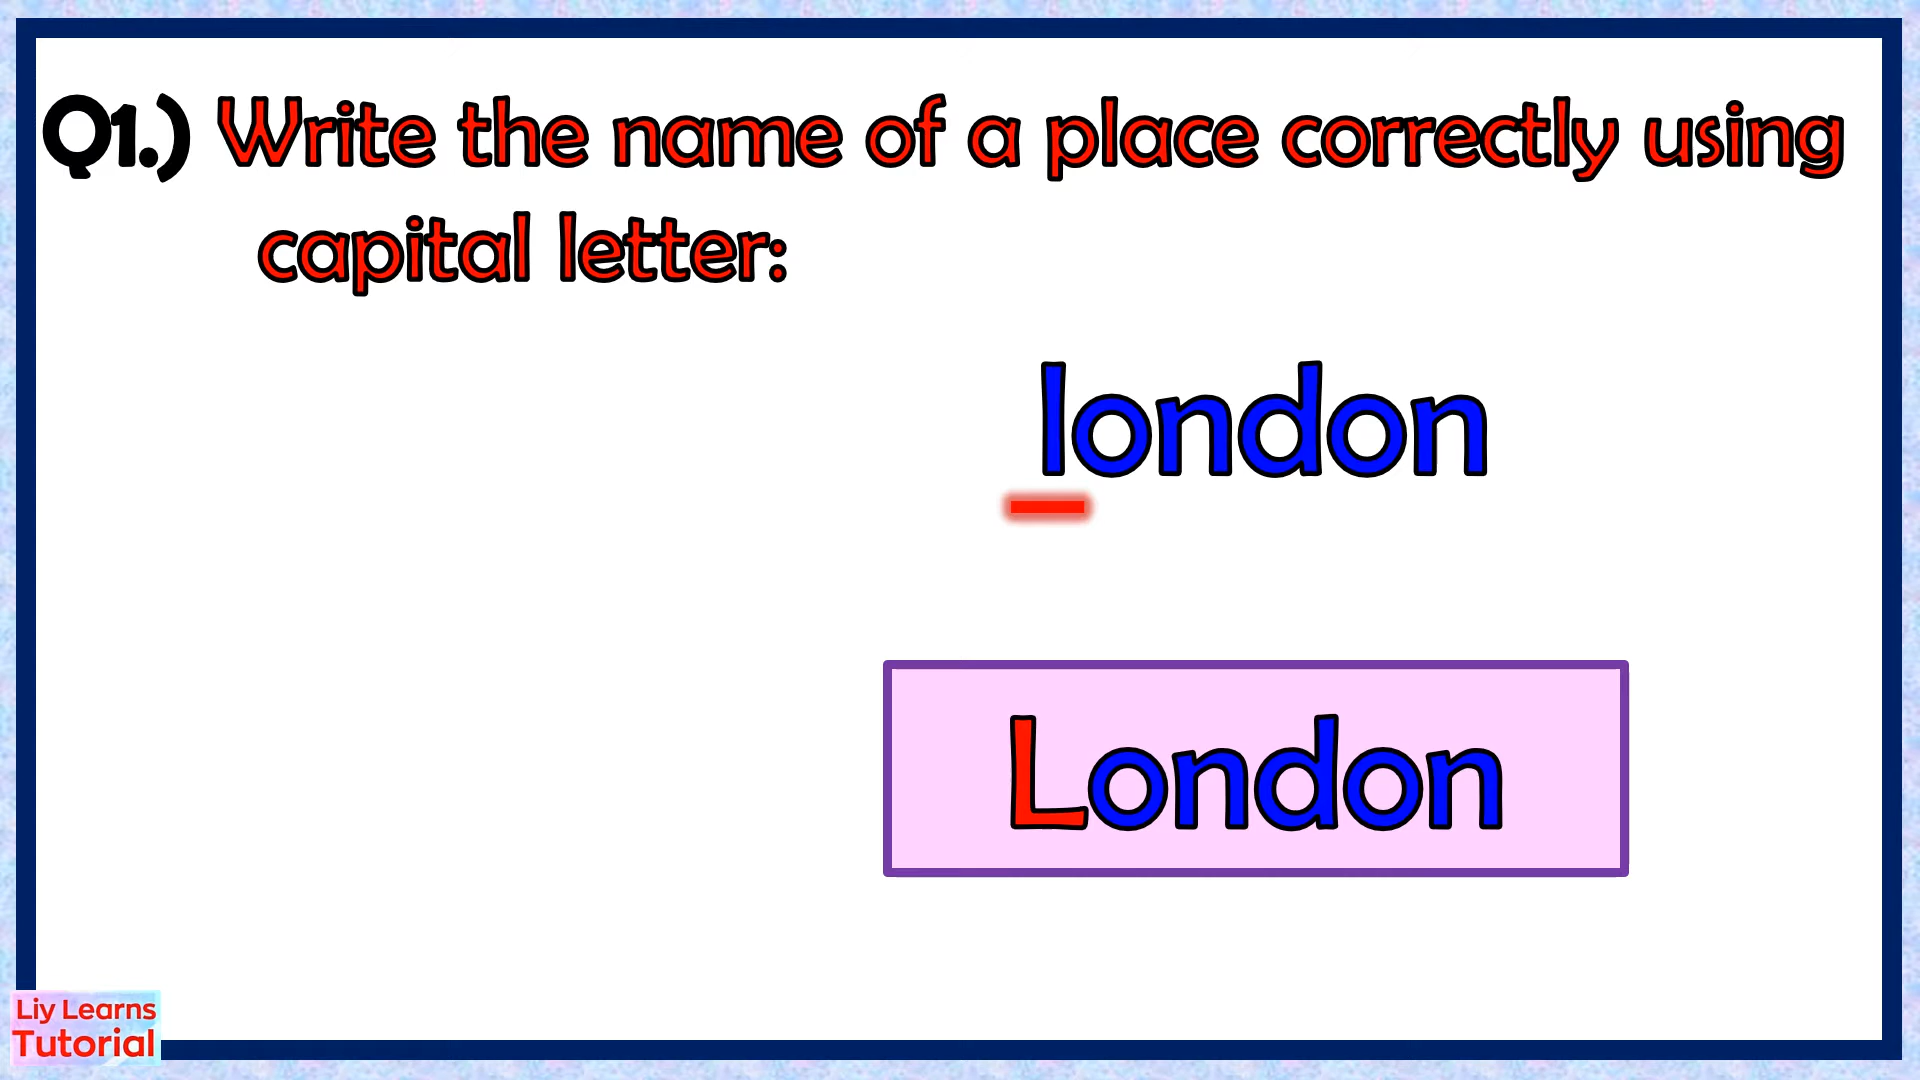 Q1.) Write the name of a place correctly using
capital letter:
london
London
Liy Learns
Tutorial